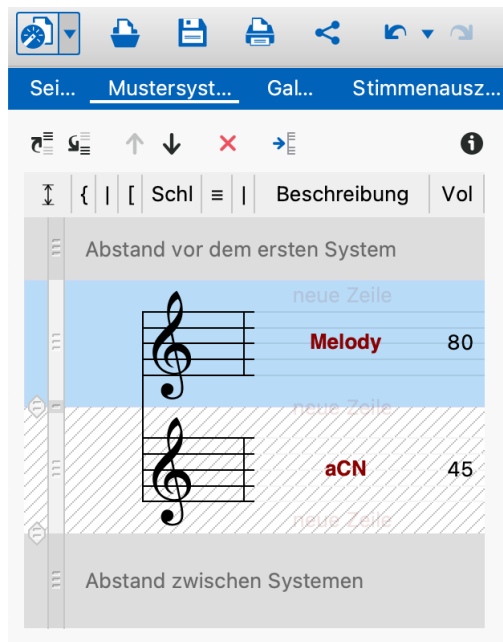 Sei... Mustersyst... Gal... Stimmenausz...
{ | [ Schl ≡ | Beschreibung Vol
Abstand vor dem ersten System
neue Zeile
Melody 80
neue Zeile
aCN 45
neue Zeile
Abstand zwischen Systemen